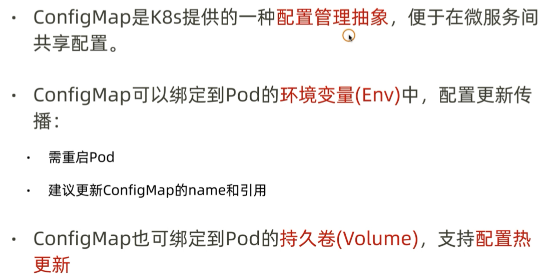 • ConfigMap是K8s提供的一种配置管理抽象，便于在微服务间
共享配置。
• ConfigMap可以绑定到Pod的环境变量(Env)中，配置更新传
播：
• 需重启Pod
• 建议更新ConfigMap的name和引用
• ConfigMap也可绑定到Pod的持久卷(Volume)，支持配置热
更新